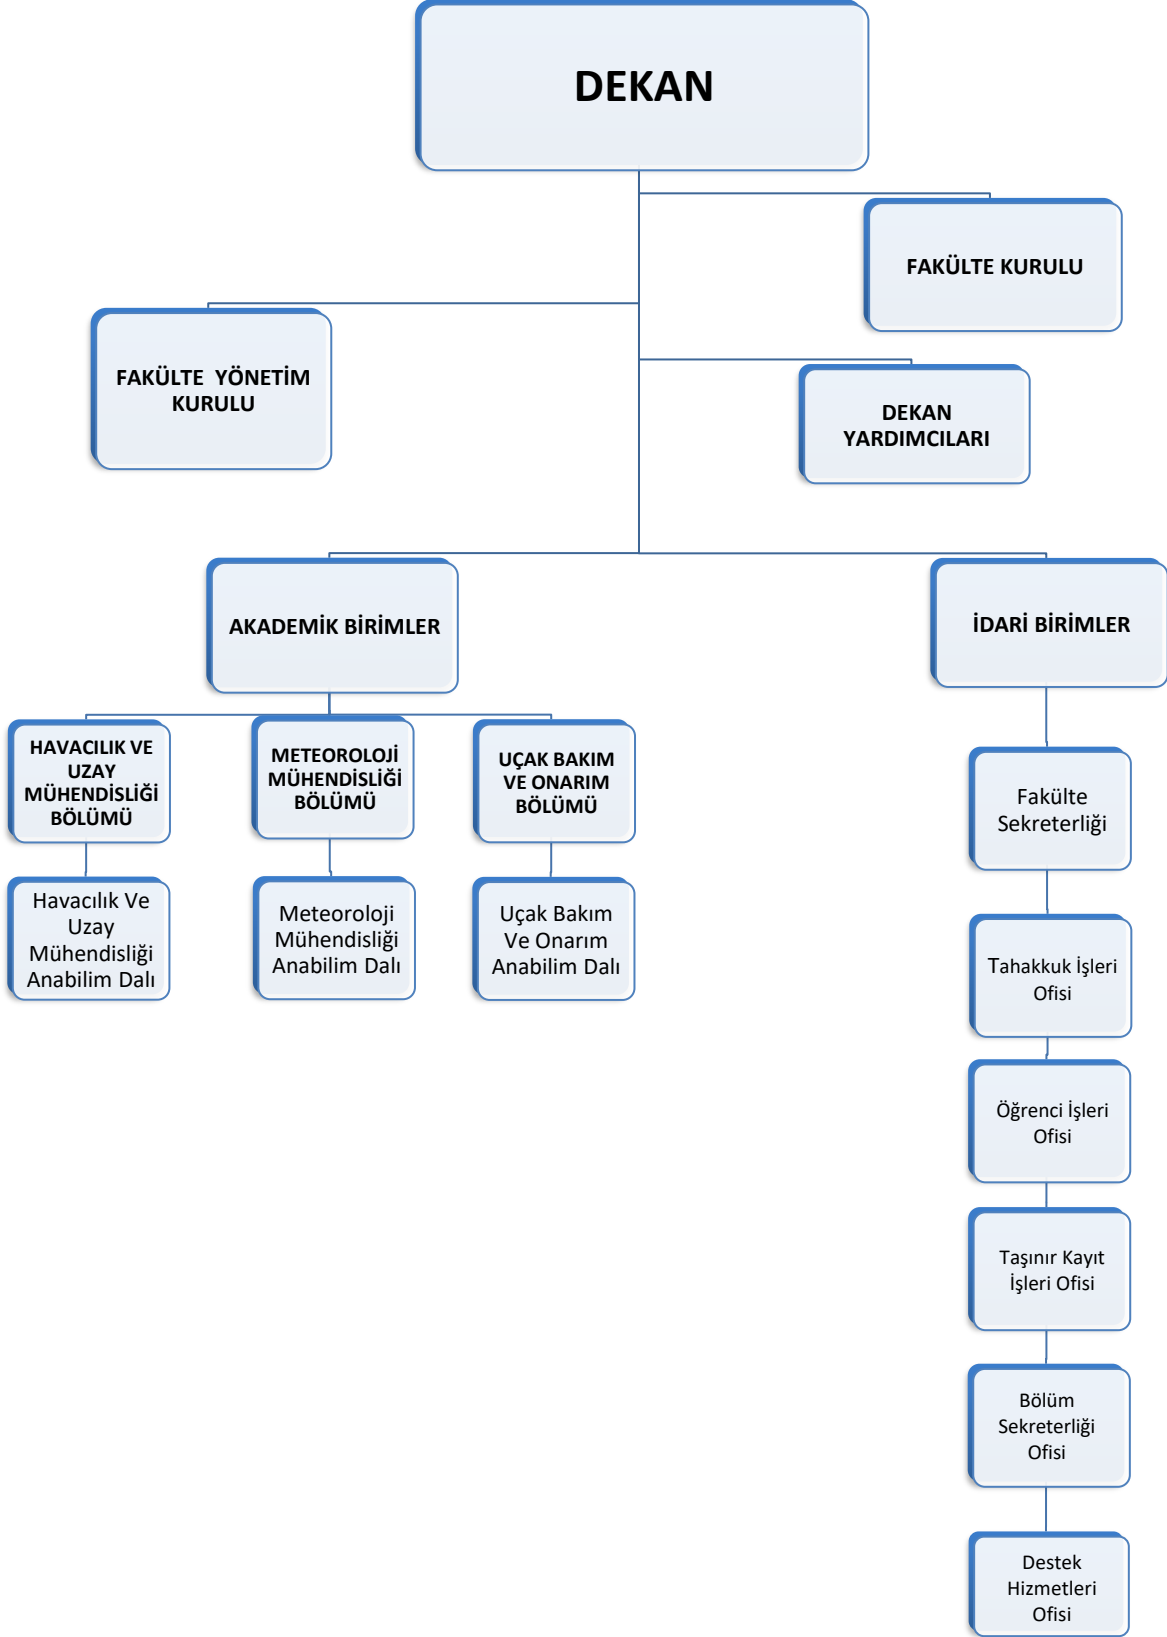 DEKAN
FAKÜLTE KURULU
FAKÜLTE YÖNETİM
KURULU
DEKAN
YARDIMCILARI
AKADEMİK BİRİMLER
İDARİ BİRİMLER
HAVACILIK VE
UZAY
MÜHENDİSLİĞİ
BÖLÜMÜ
METEOROLOJİ
MÜHENDİSLİĞİ
BÖLÜMÜ
UÇAK BAKIM
VE ONARIM
BÖLÜMÜ
Havacılık Ve
Uzay
Mühendisliği
Anabilim Dalı
Meteoroloji
Mühendisliği
Anabilim Dalı
Uçak Bakım
Ve Onarım
Anabilim Dalı
Fakülte
Sekreterliği
Tahakkuk İşleri
Ofisi
Öğrenci İşleri
Ofisi
Taşınır Kayıt
İşleri Ofisi
Bölüm
Sekreterliği
Ofisi
Destek
Hizmetleri
Ofisi